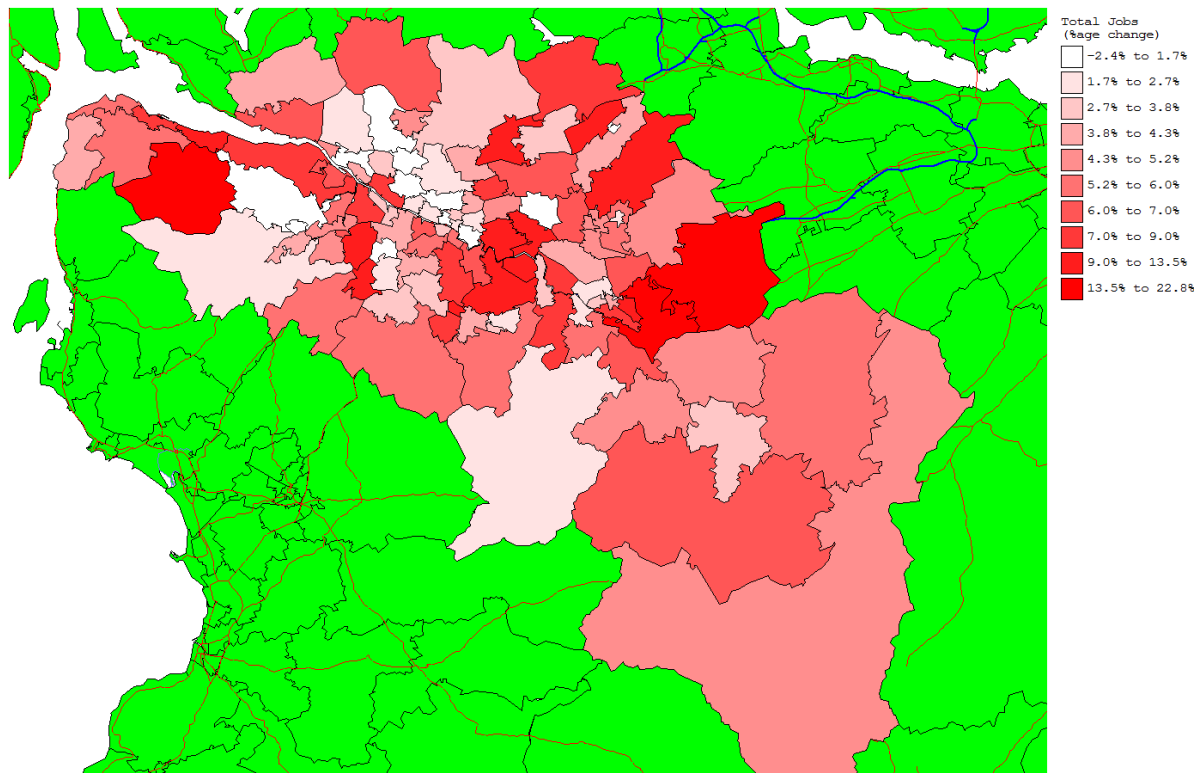 Total Jobs
(%age change)
-2.4% to 1.7%
1.7% to 2.7%
2.7% to 3.8%
3.8% to 4.3%
4.3% to 5.2%
5.2% to 6.0%
6.0% to 7.0%
7.0% to 9.0%
9.0% to 13.5%
13.5% to 22.8%